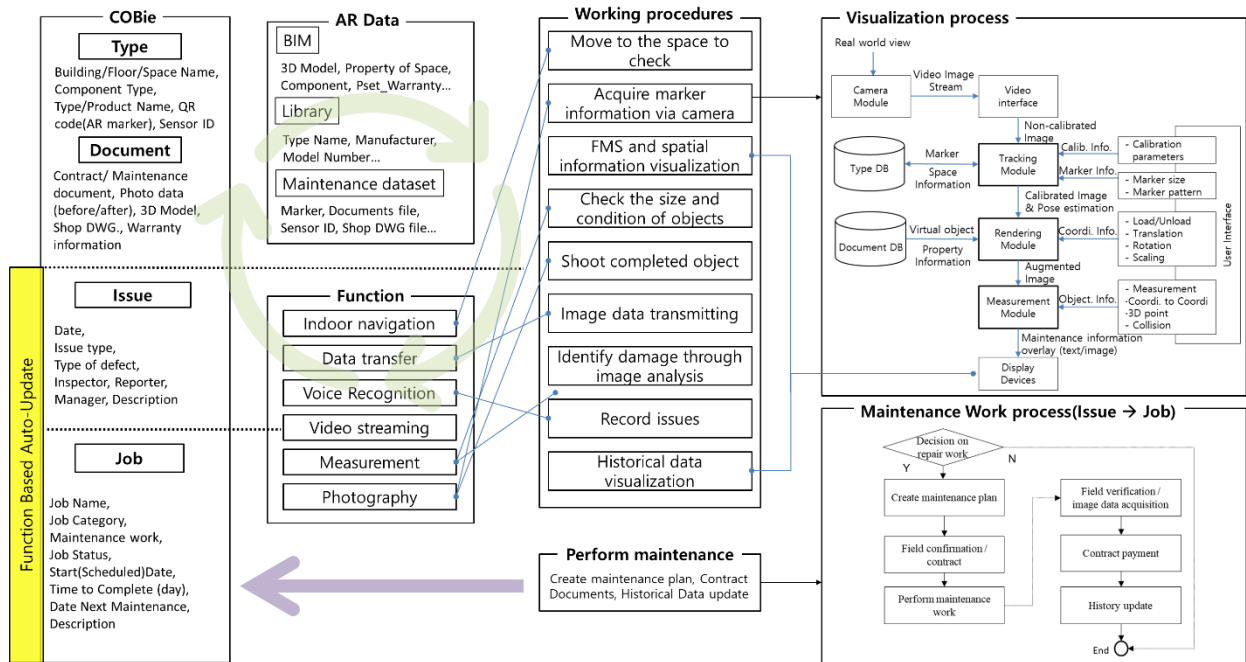 COBie
Type
Building/Floor/Space Name,
Component Type,
Type/Product Name, QR
code(AR marker), Sensor ID
Document
Contract/ Maintenance
document, Photo data
(before/after), 3D Model,
Shop DWG., Warranty
information
Function Based Auto-Update
Issue
Date,
Issue type,
Type of defect,
Inspector, Reporter,
Manager, Description
Job
Job Name,
Job Category,
Maintenance work,
Job Status,
Start(Scheduled)Date,
Time to Complete (day),
Date Next Maintenance,
Description
AR Data
BIM
3D Model, Property of Space,
Component, Pset_Warranty...
Library
Type Name, Manufacturer,
Model Number...
Maintenance dataset
Marker, Documents file,
Sensor ID, Shop DWG file...
Function
Indoor navigation
Data transfer
Voice Recognition
Video streaming
Measurement
Photography
Working procedures
Move to the space to
check
Acquire marker
information via camera
FMS and spatial
information visualization
Check the size and
condition of objects
Shoot completed object
Image data transmitting
Identify damage through
image analysis
Record issues
Historical data
visualization
Perform maintenance
Create maintenance plan, Contract
Documents, Historical Data update
Visualization process
Real world view
Camera
Module
Video Image
Stream
Video
interface
Non-calibrated
Image
Type DB
Marker
Space
Information
Tracking
Module
Calib. Info.
- Calibration
parameters
Marker Info.
- Marker size
- Marker pattern
Calibrated Image
& Pose estimation
Document DB
Virtual object
Property
Information
Rendering
Module
Coordi. Info.
- Load/Unload
- Translation
- Rotation
- Scaling
User Interface
Augmented
Image
Measurement
Module
Object. Info.
- Measurement
-Coordi. to Coordi
-3D point
- Collision
Maintenance information
overlay (text/image)
Display
Devices
Maintenance Work process(Issue → Job)
Decision on
repair work
Y
N
Create maintenance plan
Field confirmation /
contract
Perform maintenance
work
Field verification /
image data acquisition
Contract payment
History update
End